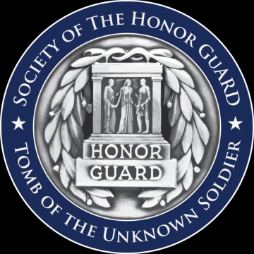 SOCIETY OF THE HONOR GUARD
HONOR
GUARD
TOMB OF THE UNKNOWN SOLDIER